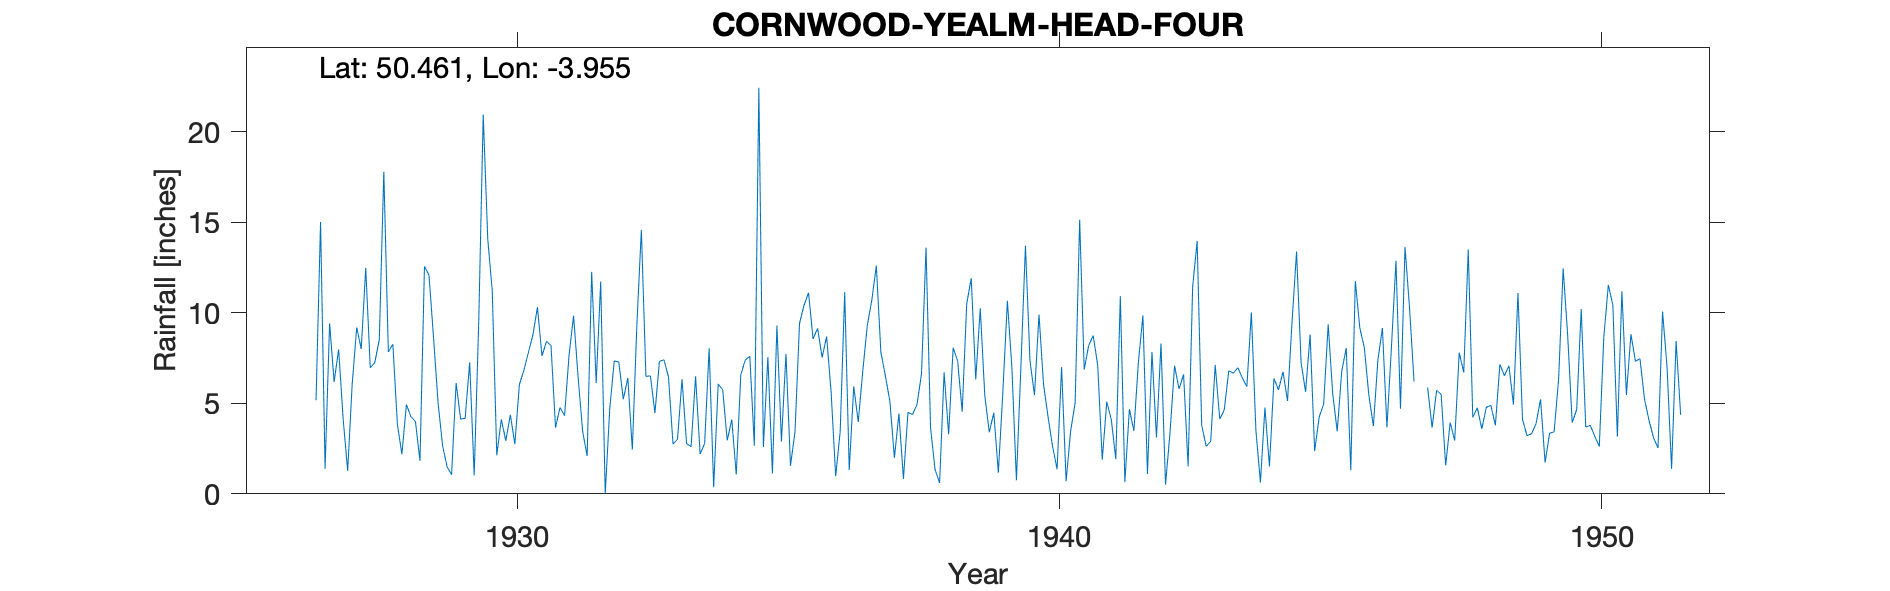 CORNWOOD-YEALM-HEAD-FOUR
Lat: 50.461, Lon: -3.955
Rainfall [inches]
20
15
10
5
0
1930 1940 1950
Year